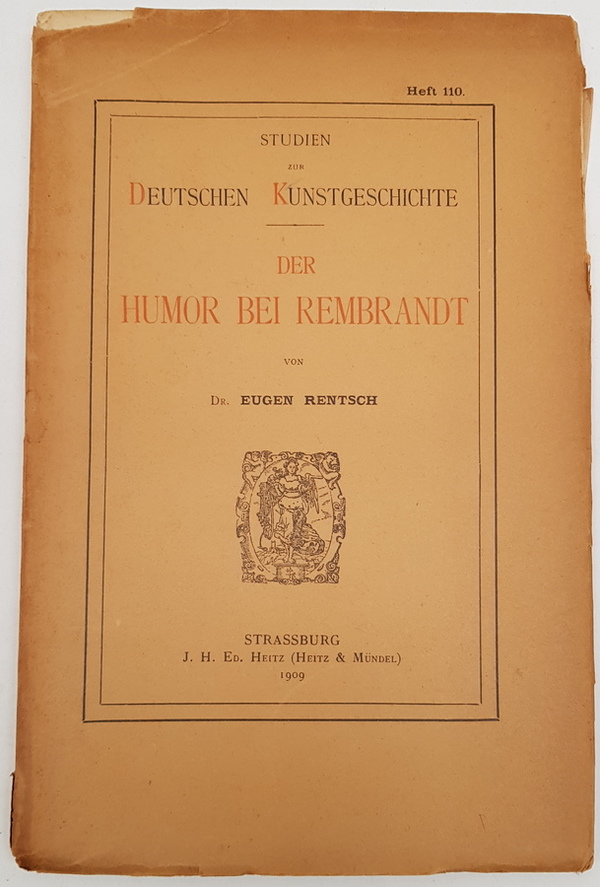 Heft 110.
STUDIEN
ZUR
DEUTSCHEN KUNSTGESCHICHTE
DER
HUMOR BEI REMBRANDT
VON
DR. EUGEN RENTSCH
STRASSBURG
J. H. ED. HEITZ (HEITZ & MÜNDEL)
1909